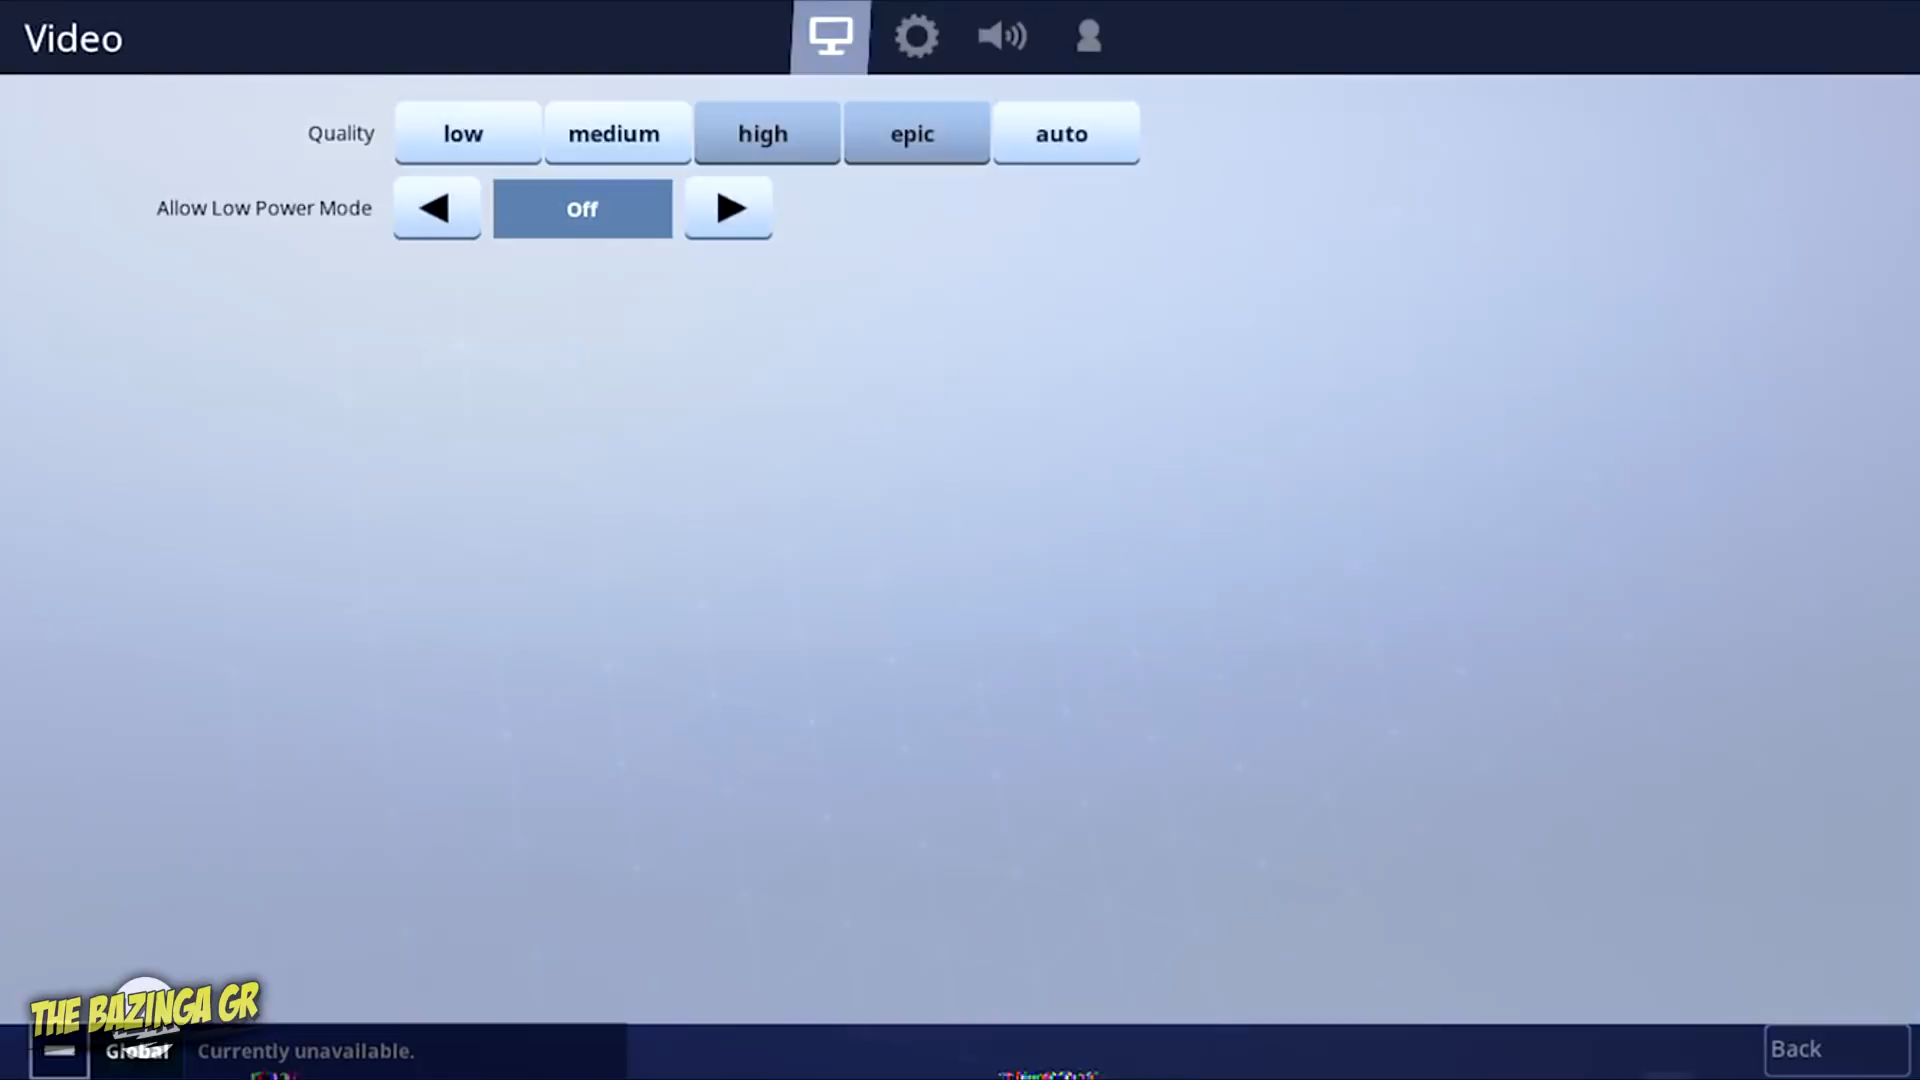 Video
Quality low medium high epic auto
Allow Low Power Mode Off
THE BAZINGA GR
Global Currently unavailable. Back